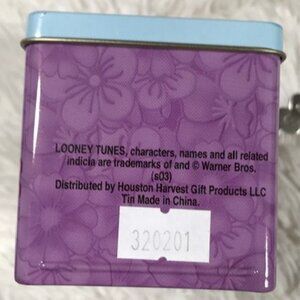 LOONEY TUNES, characters, names and all related
indicia are trademarks of and © Warner Bros.
(s03)
Distributed by Houston Harvest Gift Products LLC
Tin Made in China.
320201